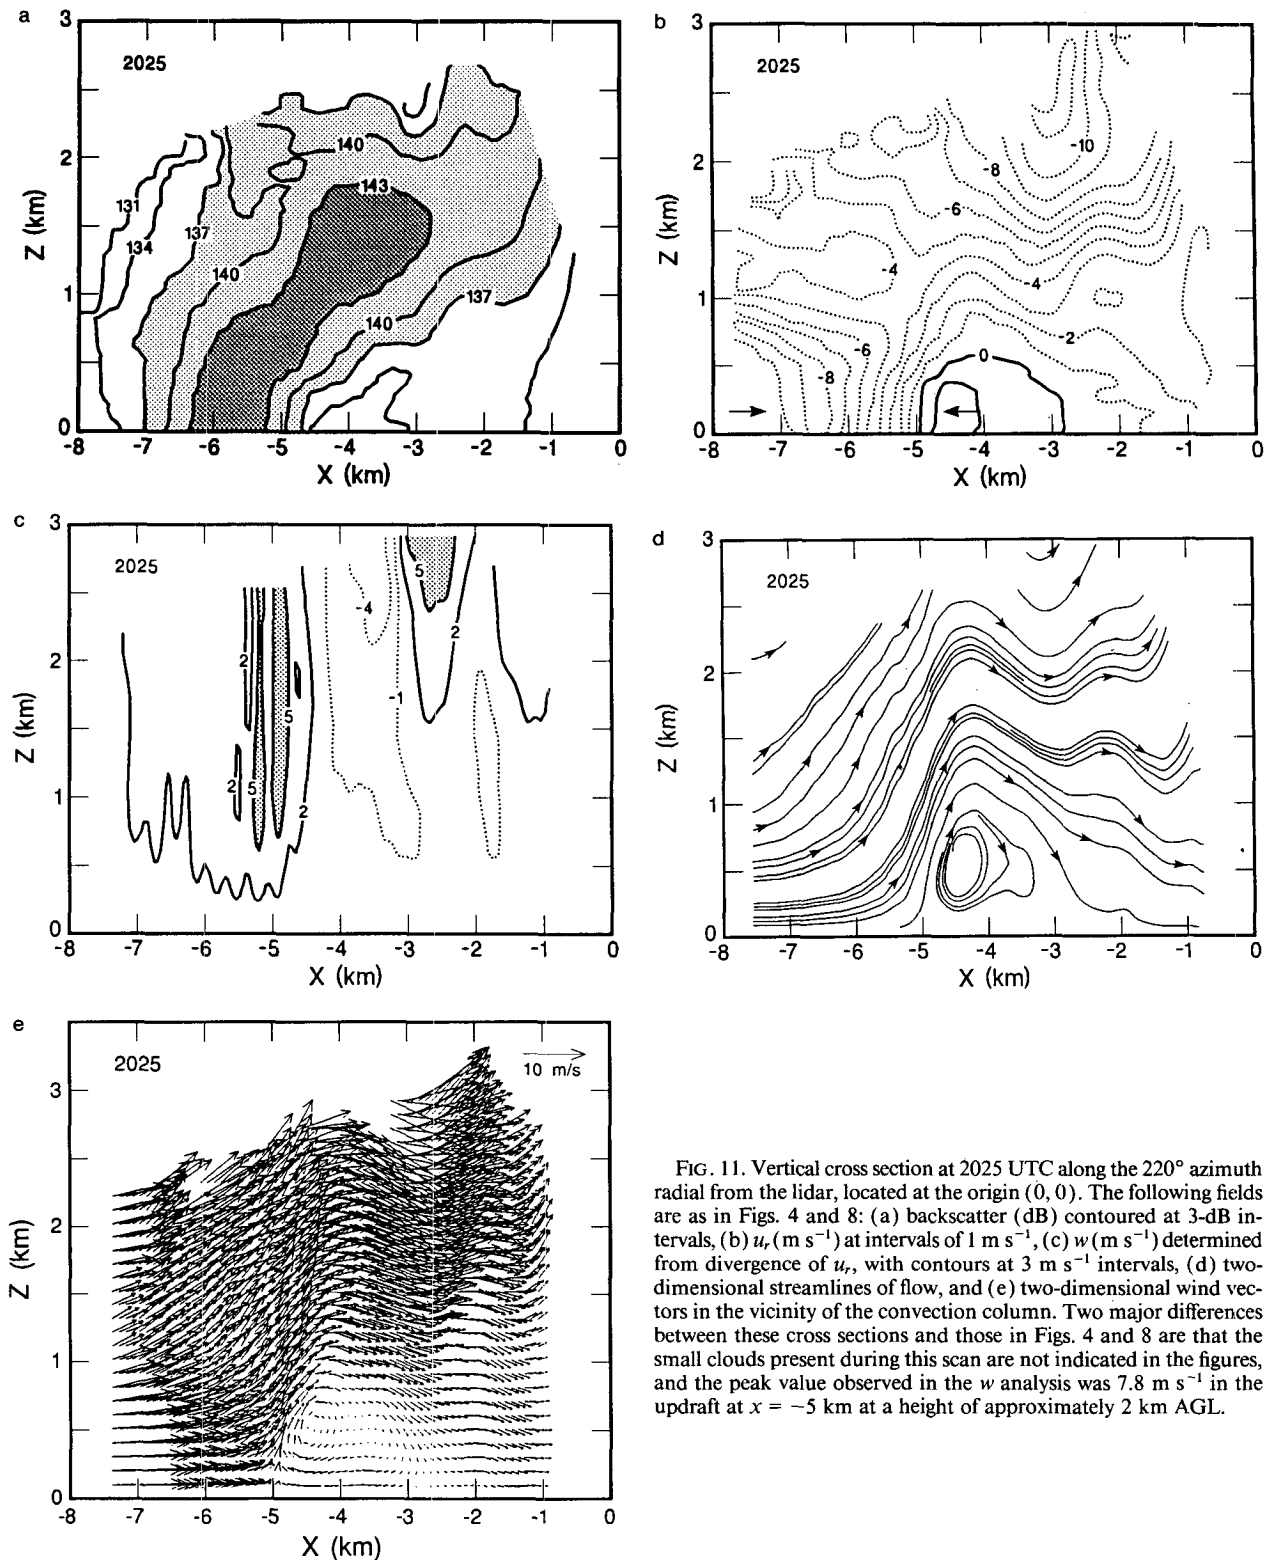 a
3
2
1
0
Z (km)
2025
131
134
137
140
140
143
140
137
-8 -7 -6 -5 -4 -3 -2 -1 0
X (km)
b
3
2
1
0
Z (km)
2025
-10
-8
-6
-4
-4
-6
-8
-2
0
-8 -7 -6 -5 -4 -3 -2 -1 0
X (km)
c
3
2
1
0
Z (km)
2025
5
-4
2
2
-1
5
2
5
2
-8 -7 -6 -5 -4 -3 -2 -1 0
X (km)
d
3
2
1
0
Z (km)
2025
-8 -7 -6 -5 -4 -3 -2 -1 0
X (km)
e
3
2
1
0
Z (km)
2025
10 m/s
-8 -7 -6 -5 -4 -3 -2 -1 0
X (km)
FIG. 11. Vertical cross section at 2025 UTC along the 220° azimuth
radial from the lidar, located at the origin (0, 0). The following fields
are as in Figs. 4 and 8: (a) backscatter (dB) contoured at 3-dB in-
tervals, (b) uᵣ (m s⁻¹) at intervals of 1 m s⁻¹, (c) w (m s⁻¹) determined
from divergence of uᵣ, with contours at 3 m s⁻¹ intervals, (d) two-
dimensional streamlines of flow, and (e) two-dimensional wind vec-
tors in the vicinity of the convection column. Two major differences
between these cross sections and those in Figs. 4 and 8 are that the
small clouds present during this scan are not indicated in the figures,
and the peak value observed in the w analysis was 7.8 m s⁻¹ in the
updraft at x = −5 km at a height of approximately 2 km AGL.